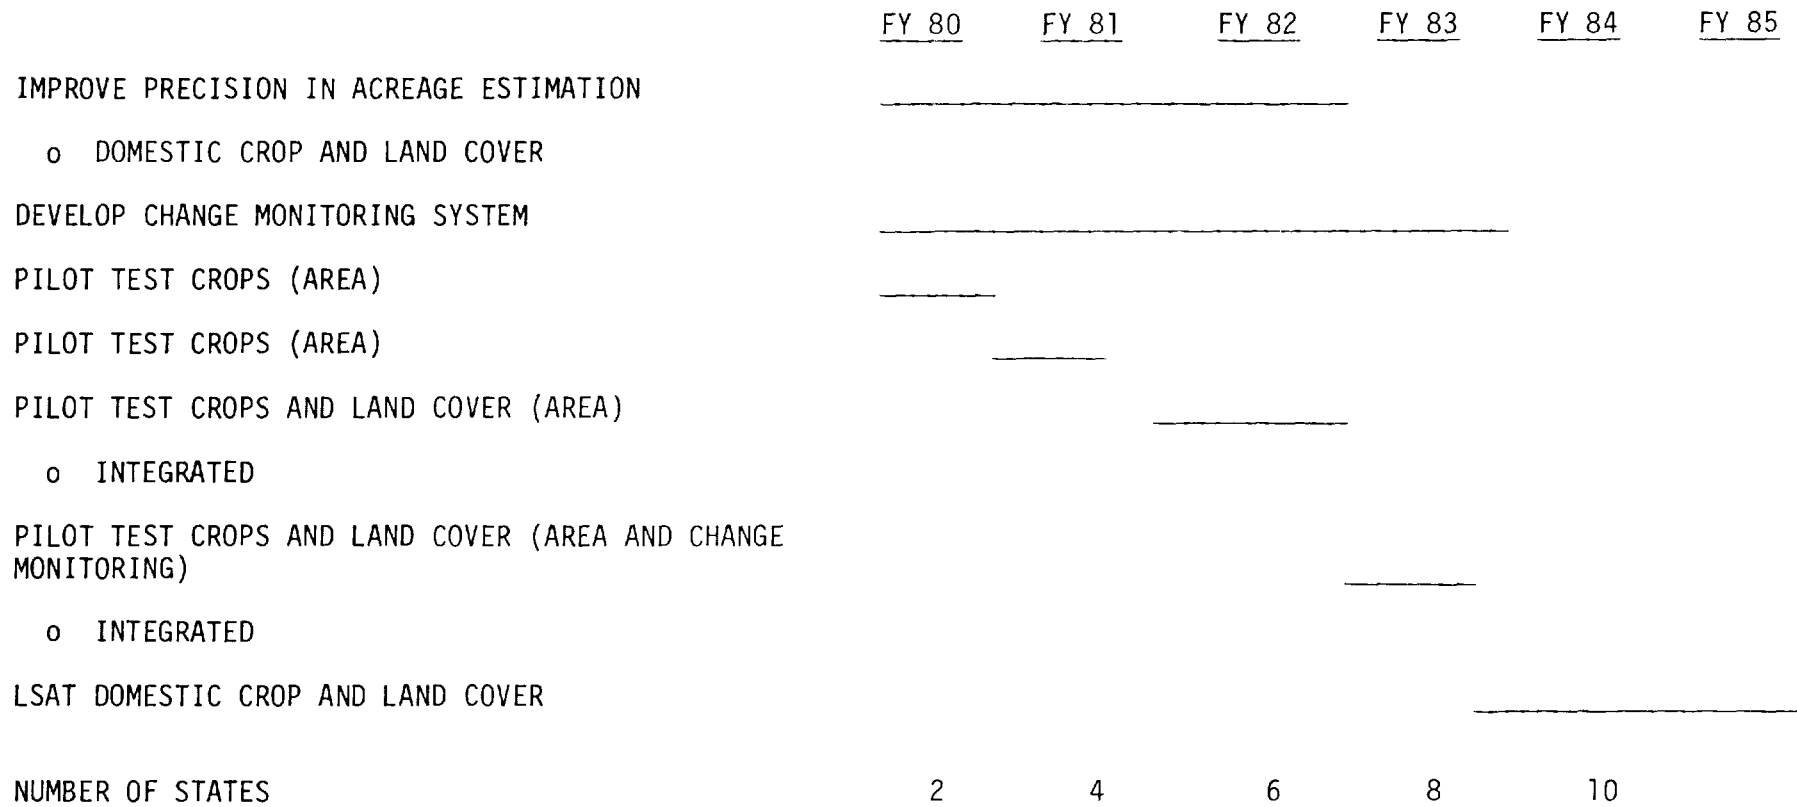 FY 80 FY 81 FY 82 FY 83 FY 84 FY 85
IMPROVE PRECISION IN ACREAGE ESTIMATION
o DOMESTIC CROP AND LAND COVER
DEVELOP CHANGE MONITORING SYSTEM
PILOT TEST CROPS (AREA)
PILOT TEST CROPS (AREA)
PILOT TEST CROPS AND LAND COVER (AREA)
o INTEGRATED
PILOT TEST CROPS AND LAND COVER (AREA AND CHANGE
MONITORING)
o INTEGRATED
LSAT DOMESTIC CROP AND LAND COVER
NUMBER OF STATES 2 4 6 8 10